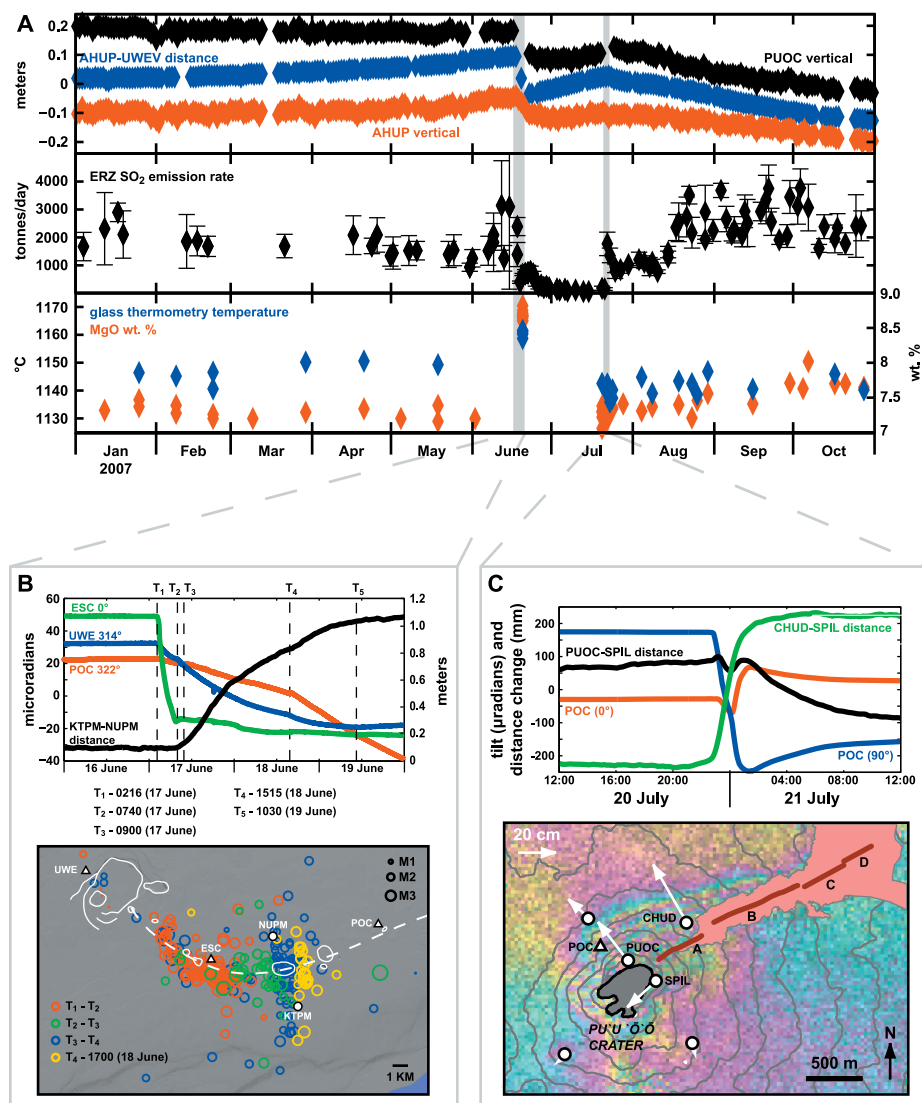 A
0.2
0.1
0
−0.1
−0.2
meters
AHUP-UWEV distance
PUOC vertical
AHUP vertical
ERZ SO2 emission rate
4000
3000
2000
1000
tonnes/day
9.0
glass thermometry temperature
MgO wt. %
1170
1160
1150
1140
1130
°C
8.5
8
7.5
7
wt. %
Jan Feb Mar Apr May June Jul Aug Sep Oct
2007
B
T1 T2 T3 T4 T5
60
40
20
0
−20
−40
microradians
ESC 0°
UWE 314°
POC 322°
KTPM-NUPM
distance
1.2
1.0
0.8
0.6
0.4
0.2
0
meters
16 June 17 June 18 June 19 June
T1 - 0216 (17 June) T4 - 1515 (18 June)
T2 - 0740 (17 June) T5 - 1030 (19 June)
T3 - 0900 (17 June)
UWE
M1
M2
M3
NUPM
POC
ESC
KTPM
T1 - T2
T2 - T3
T3 - T4
T4 - 1700 (18 June)
1 KM
C
CHUD-SPIL distance
PUOC-SPIL distance
POC (0°)
POC (90°)
200
100
0
-100
-200
tilt (μradians) and
distance change (mm)
12:00 16:00 20:00 04:00 08:00 12:00
20 July 21 July
20 cm
D
C
B
CHUD
A
POC
PUOC
SPIL
PU`U `Ō`Ō
CRATER
N
500 m